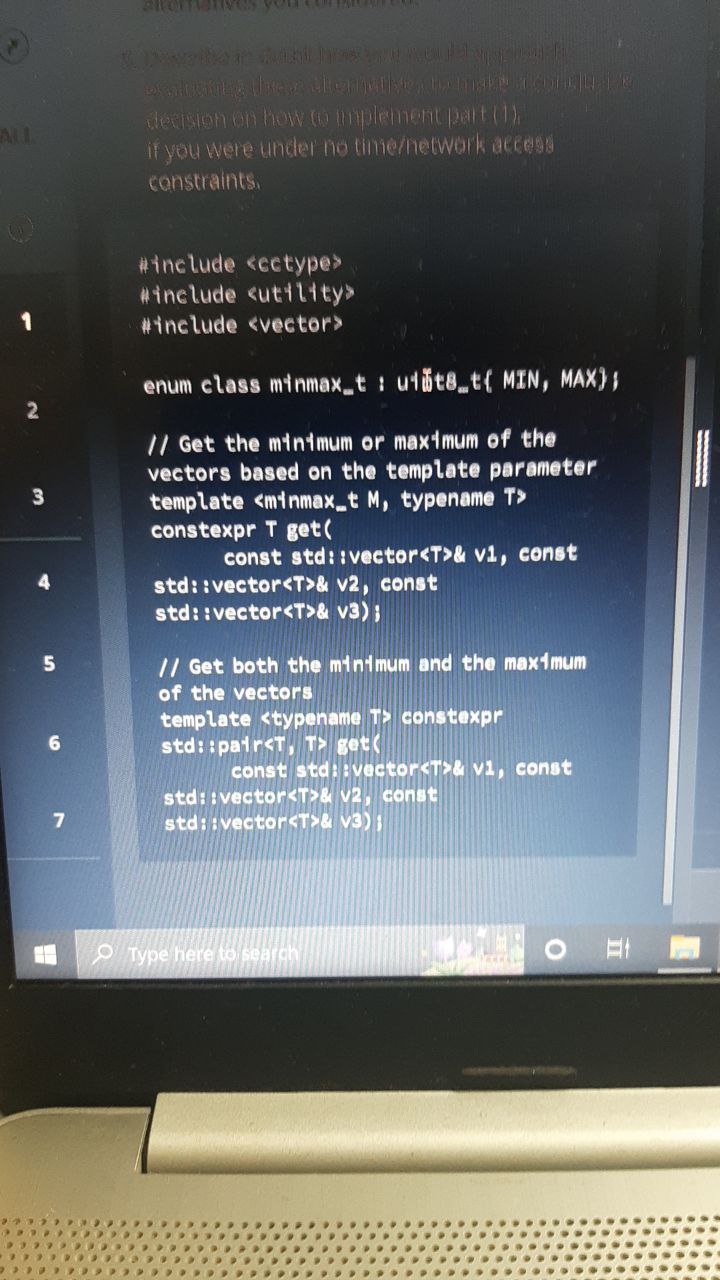 alternatives you considered.
5. Describe in detail how you would approach
evaluating these alternatives to make a conclusive
decision on how to implement part (1),
if you were under no time/network access
constraints.
ALL
#include <cctype>
#include <utility>
#include <vector>
1
enum class minmax_t : uint8_t{ MIN, MAX};
2
// Get the minimum or maximum of the
vectors based on the template parameter
3
template <minmax_t M, typename T>
constexpr T get(
const std::vector<T>& v1, const
4
std::vector<T>& v2, const
std::vector<T>& v3);
5
// Get both the minimum and the maximum
of the vectors
template <typename T> constexpr
6
std::pair<T, T> get(
const std::vector<T>& v1, const
std::vector<T>& v2, const
7
std::vector<T>& v3);
Type here to search